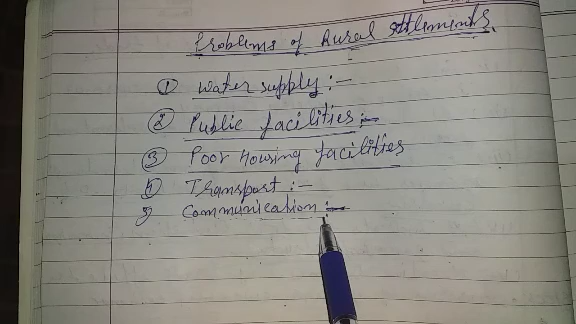 Problems of Rural settlements
① water supply :-
② Public facilities :-
③ Poor Housing facilities
④ Transport :-
5 Communication :-